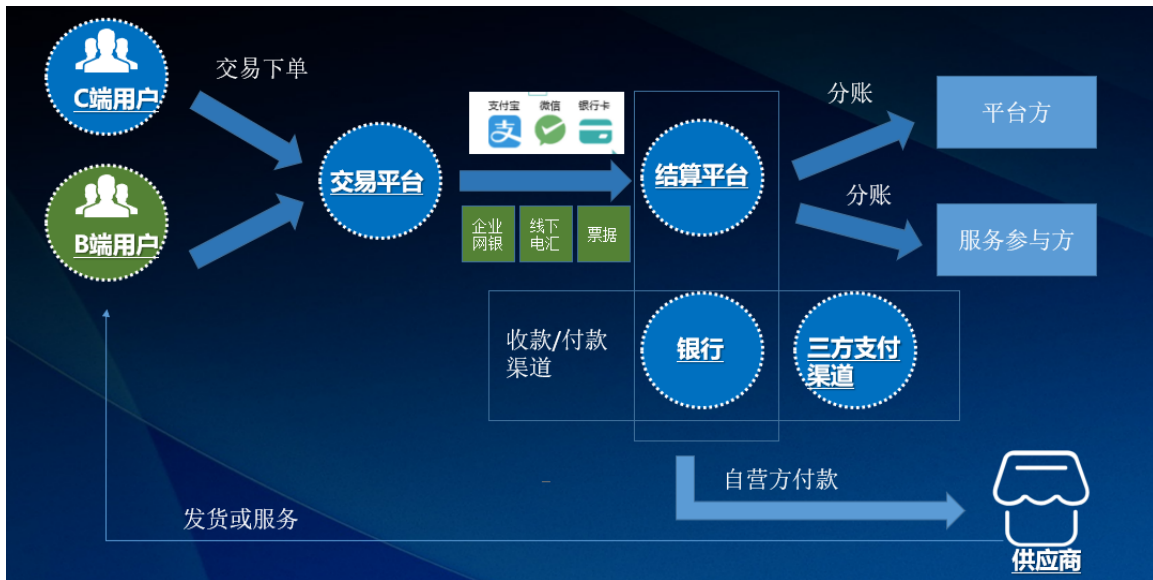 C端用户
交易下单
B端用户
交易平台
支付宝 微信 银行卡
支
企业
网银
线下
电汇
票据
结算平台
分账
平台方
分账
服务参与方
收款/付款
渠道
银行
三方支付
渠道
自营方付款
发货或服务
供应商